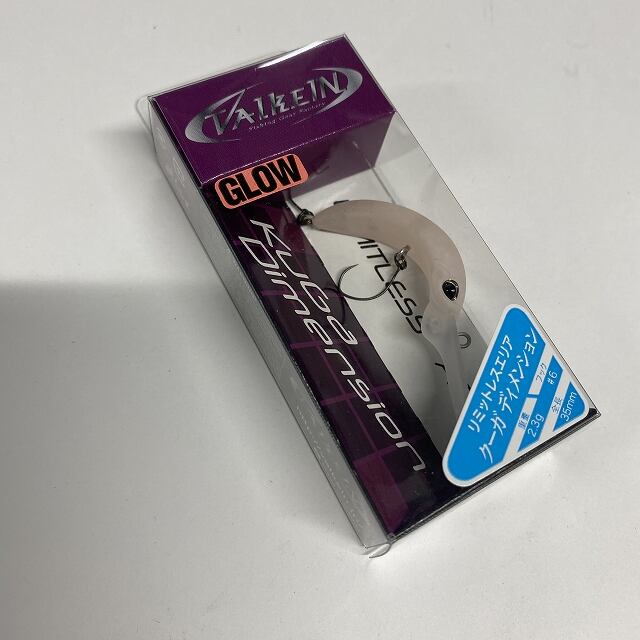 VALKEIN
Fishing Gear Factory
GLOW
Kuga
Dimension
リミットレスエリア
クーガ ディメンション
重量 フック 全長
2.3g #6 35mm